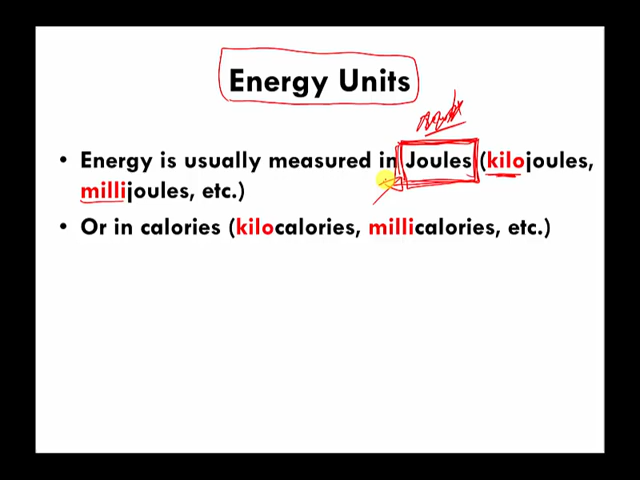 Energy Units
• Energy is usually measured in Joules (kilojoules,
millijoules, etc.)
• Or in calories (kilocalories, millicalories, etc.)